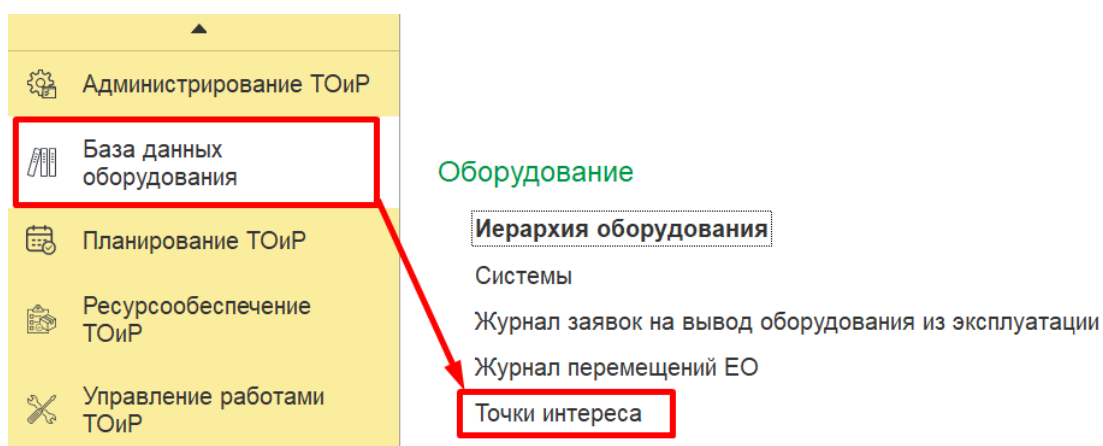 Администрирование ТОиР
База данных
оборудования
Планирование ТОиР
Ресурсообеспечение
ТОиР
Управление работами
ТОиР
Оборудование
Иерархия оборудования
Системы
Журнал заявок на вывод оборудования из эксплуатации
Журнал перемещений ЕО
Точки интереса